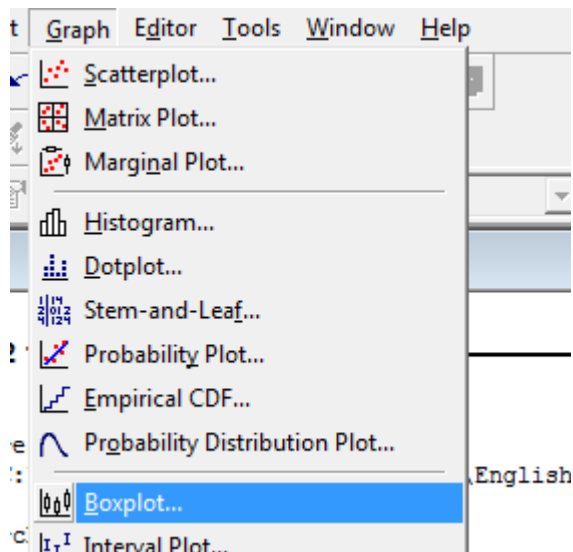 t Graph Editor Tools Window Help
Scatterplot...
Matrix Plot...
Marginal Plot...
Histogram...
Dotplot...
Stem-and-Leaf...
Probability Plot...
Empirical CDF...
Probability Distribution Plot...
\English
Boxplot...
Interval Plot...